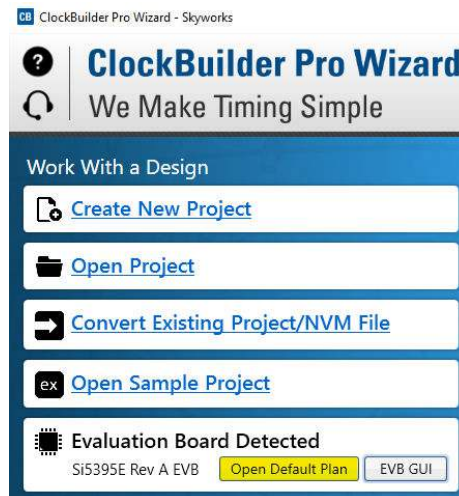 CB ClockBuilder Pro Wizard - Skyworks
? ClockBuilder Pro Wizard
We Make Timing Simple
Work With a Design
Create New Project
Open Project
Convert Existing Project/NVM File
ex Open Sample Project
Evaluation Board Detected
Si5395E Rev A EVB Open Default Plan EVB GUI